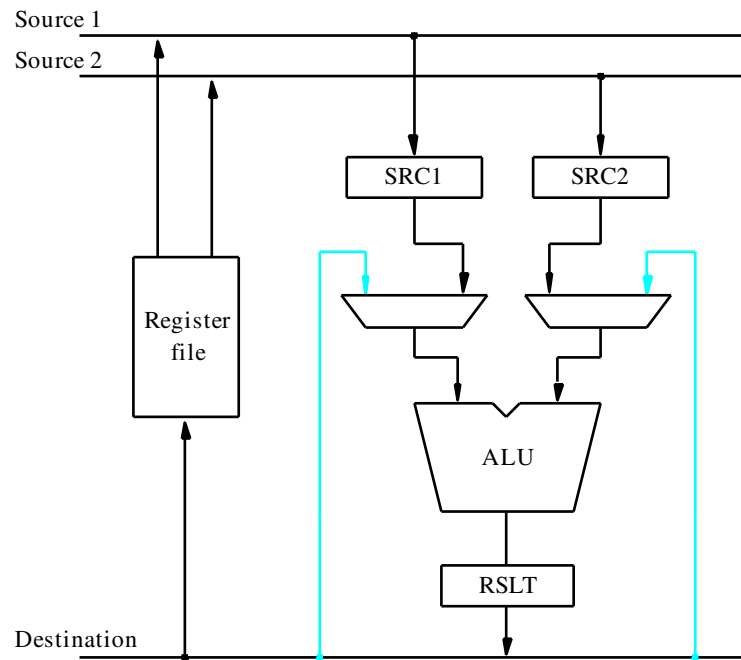 Source 1
Source 2
SRC1
SRC2
Register
file
ALU
RSLT
Destination